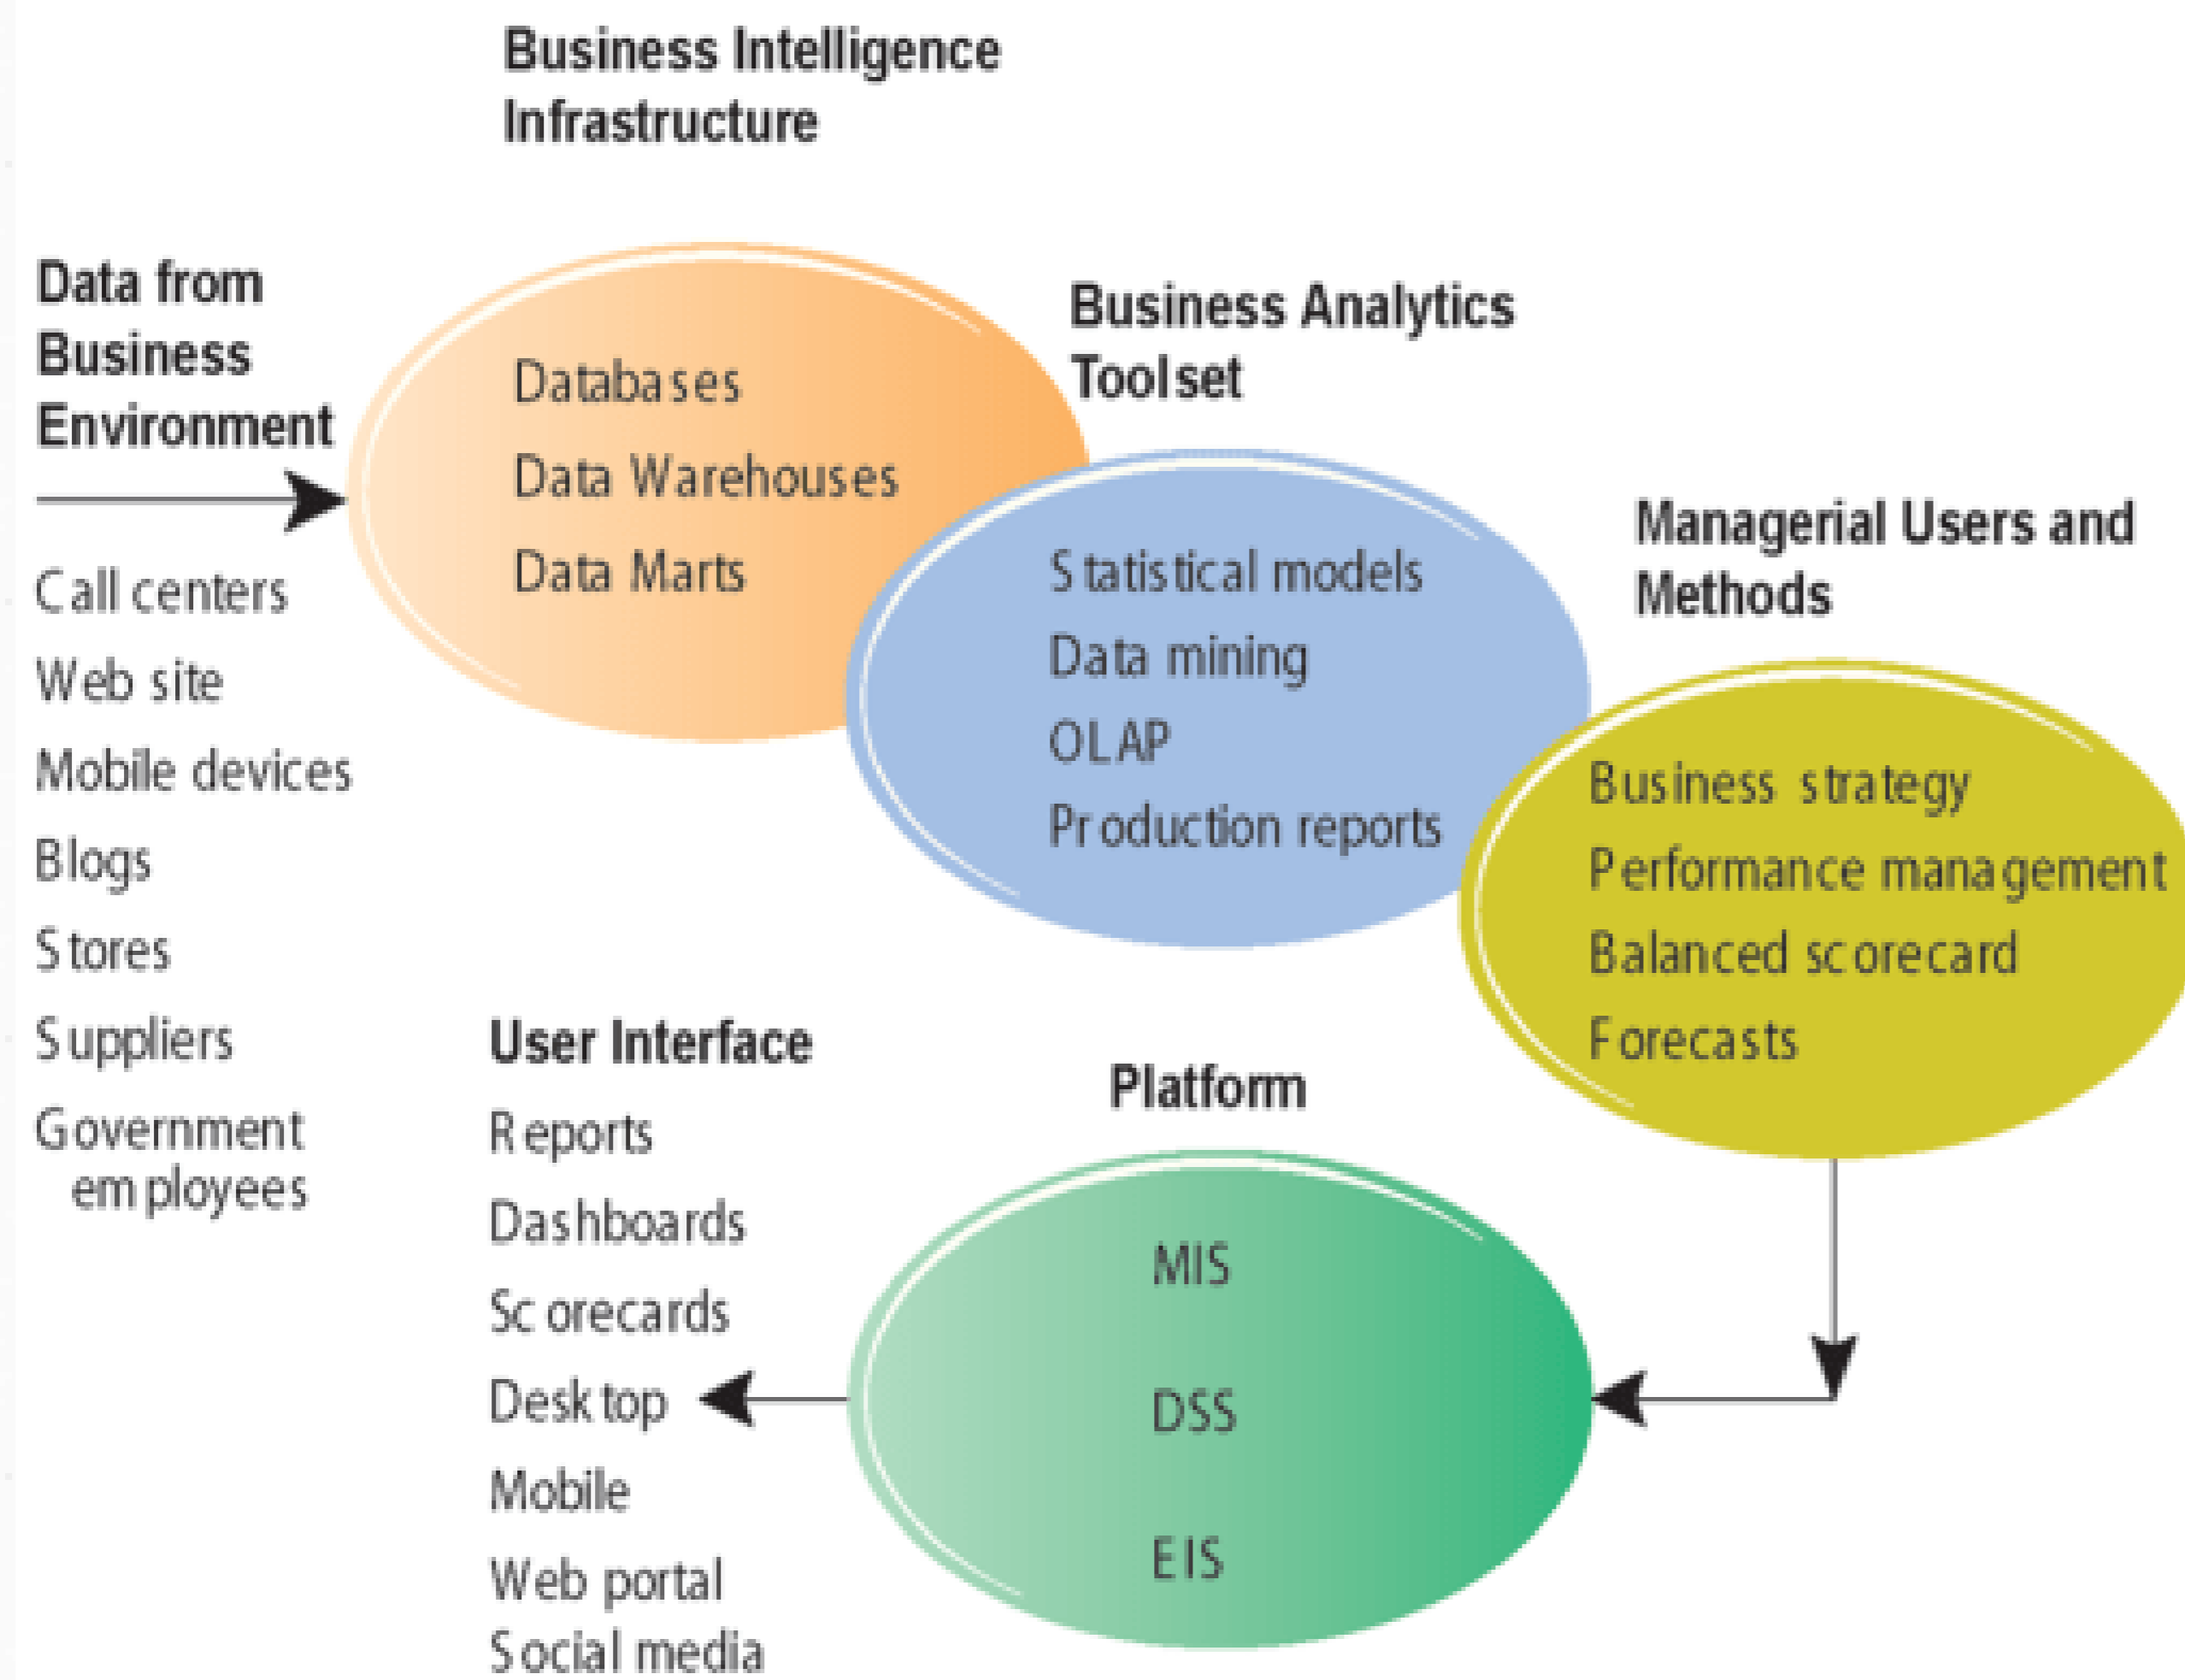 Business Intelligence
Infrastructure
Data from
Business
Environment
Call centers
Web site
Mobile devices
Blogs
Stores
Suppliers
Government
employees
Databases
Data Warehouses
Data Marts
Business Analytics
Toolset
Statistical models
Data mining
OLAP
Production reports
Managerial Users and
Methods
Business strategy
Performance management
Balanced scorecard
Forecasts
Platform
MIS
DSS
EIS
User Interface
Reports
Dashboards
Scorecards
Desktop
Mobile
Web portal
Social media